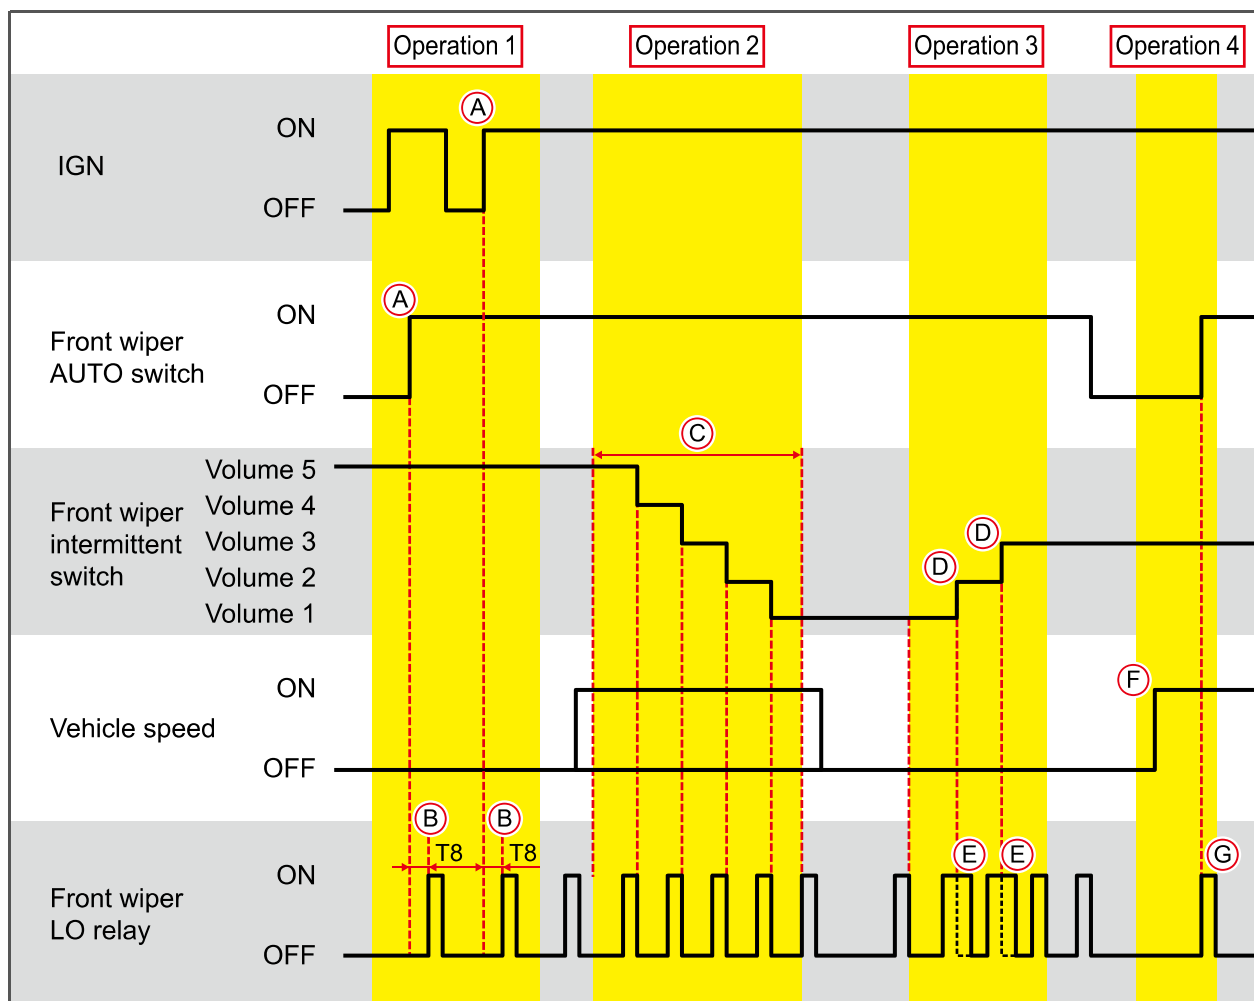 Operation 1
Operation 2
Operation 3
Operation 4
A
ON
IGN
OFF
A
ON
Front wiper
AUTO switch
OFF
C
Volume 5
Volume 4
Front wiper
intermittent
switch
Volume 3
Volume 2
Volume 1
D
D
ON
F
Vehicle speed
OFF
B
B
T8
T8
E
E
G
ON
Front wiper
LO relay
OFF